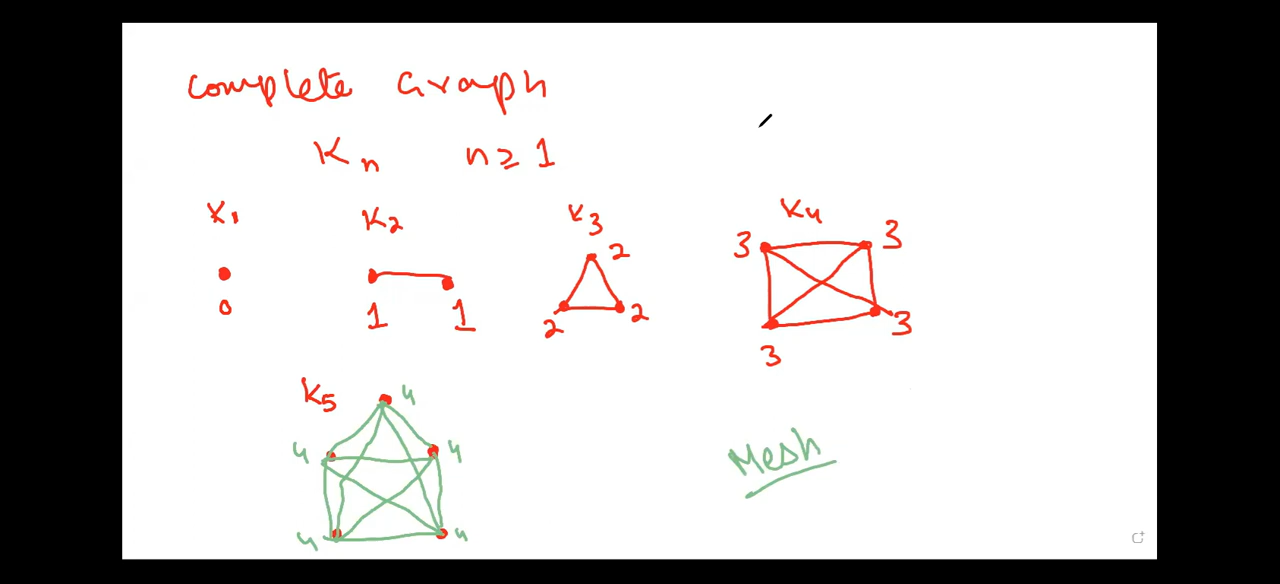 Complete Graph
Kn n ≥ 1
K1 K2 K3 K4
0
1 1
2
2 2
3 3
3 3
K5
4
4 4
4 4
Mesh